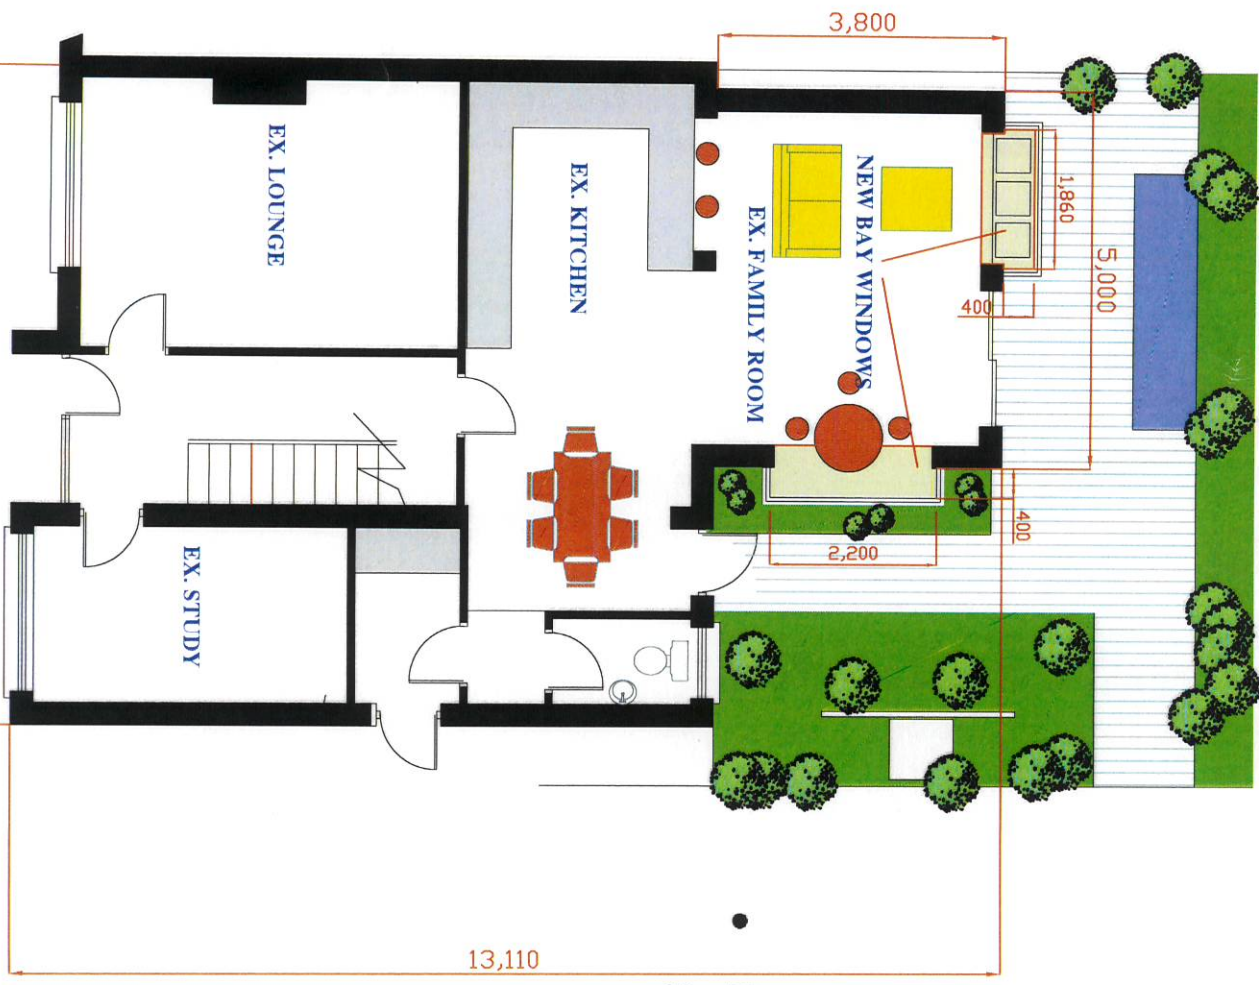 3,800
EX. LOUNGE
EX. KITCHEN
NEW BAY WINDOWS
EX. FAMILY ROOM
1,860
5,000
400
400
2,200
EX. STUDY
13,110